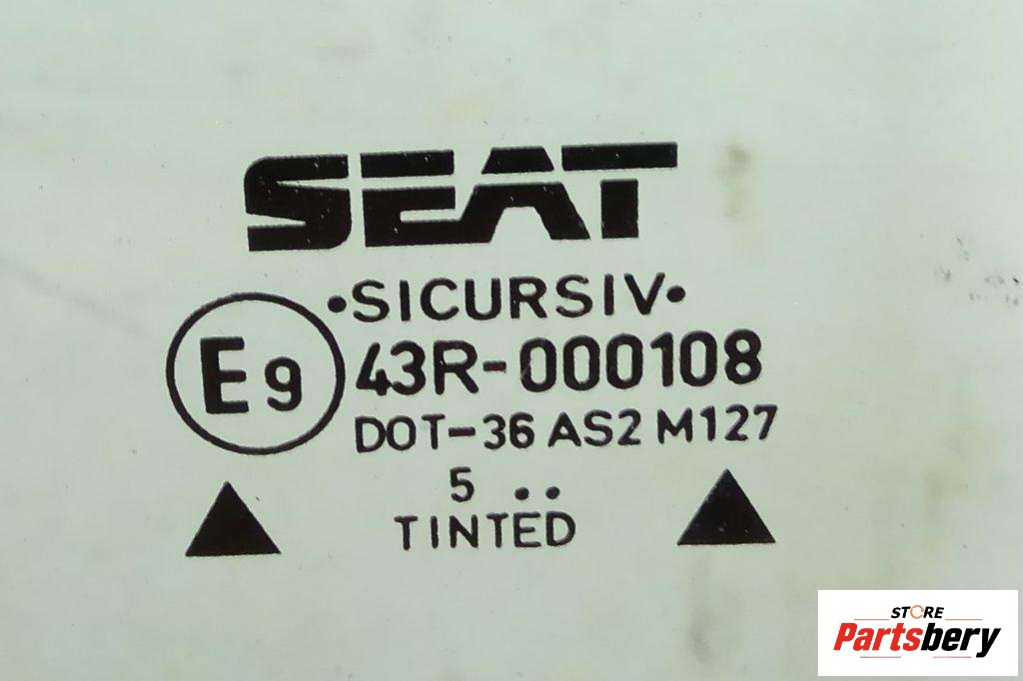 SEAT
•SICURSIV•
E9 43R-000108
DOT-36 AS2 M127
5 ..
TINTED
STORE
Partsbery